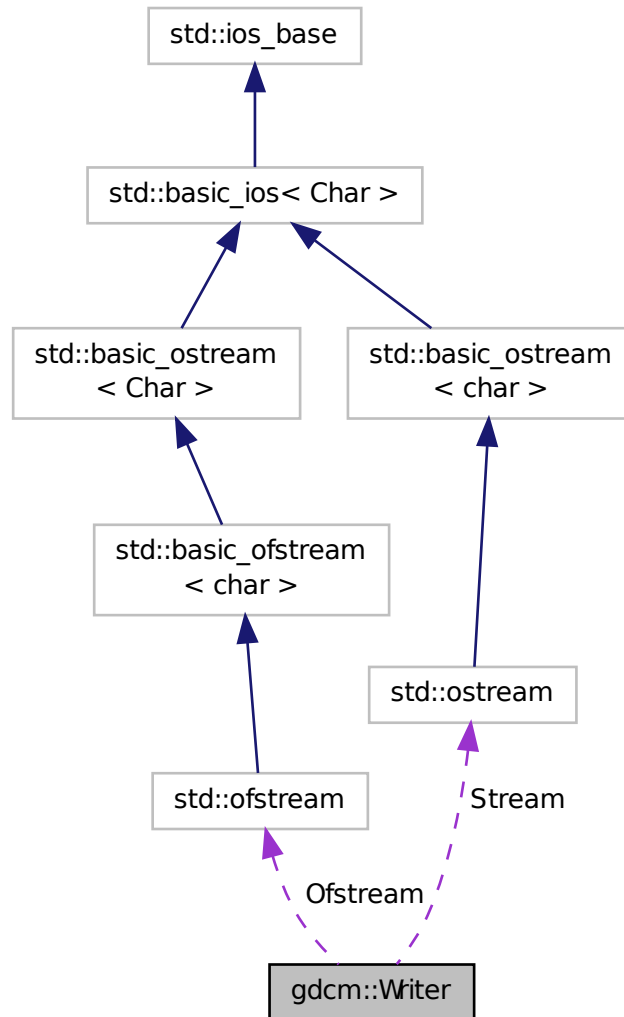 std::ios_base
std::basic_ios< Char >
std::basic_ostream
< Char >
std::basic_ostream
< char >
std::basic_ofstream
< char >
std::ostream
std::ofstream
Stream
Ofstream
gdcm::Writer